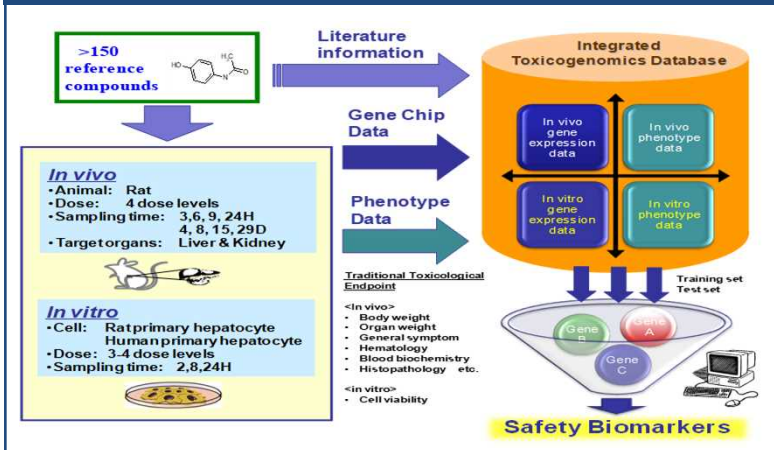 >150
reference
compounds
HO
CH₃
N
H
O
Literature
information
Gene Chip
Data
Phenotype
Data
In vivo
•Animal: Rat
•Dose: 4 dose levels
•Sampling time: 3,6, 9, 24H
4, 8, 15, 29D
•Target organs: Liver & Kidney
In vitro
•Cell: Rat primary hepatocyte
Human primary hepatocyte
•Dose: 3-4 dose levels
•Sampling time: 2,8,24H
Traditional Toxicological
Endpoint
<In vivo>
• Body weight
• Organ weight
• General symptom
• Hematology
• Blood biochemistry
• Histopathology etc.
<in vitro>
• Cell viability
Integrated
Toxicogenomics Database
In vivo
gene
expression
data
In vivo
phenotype
data
In vitro
gene
expression
data
In vitro
phenotype
data
Training set
Test set
Gene
B
Gene
A
Gene
C
Safety Biomarkers